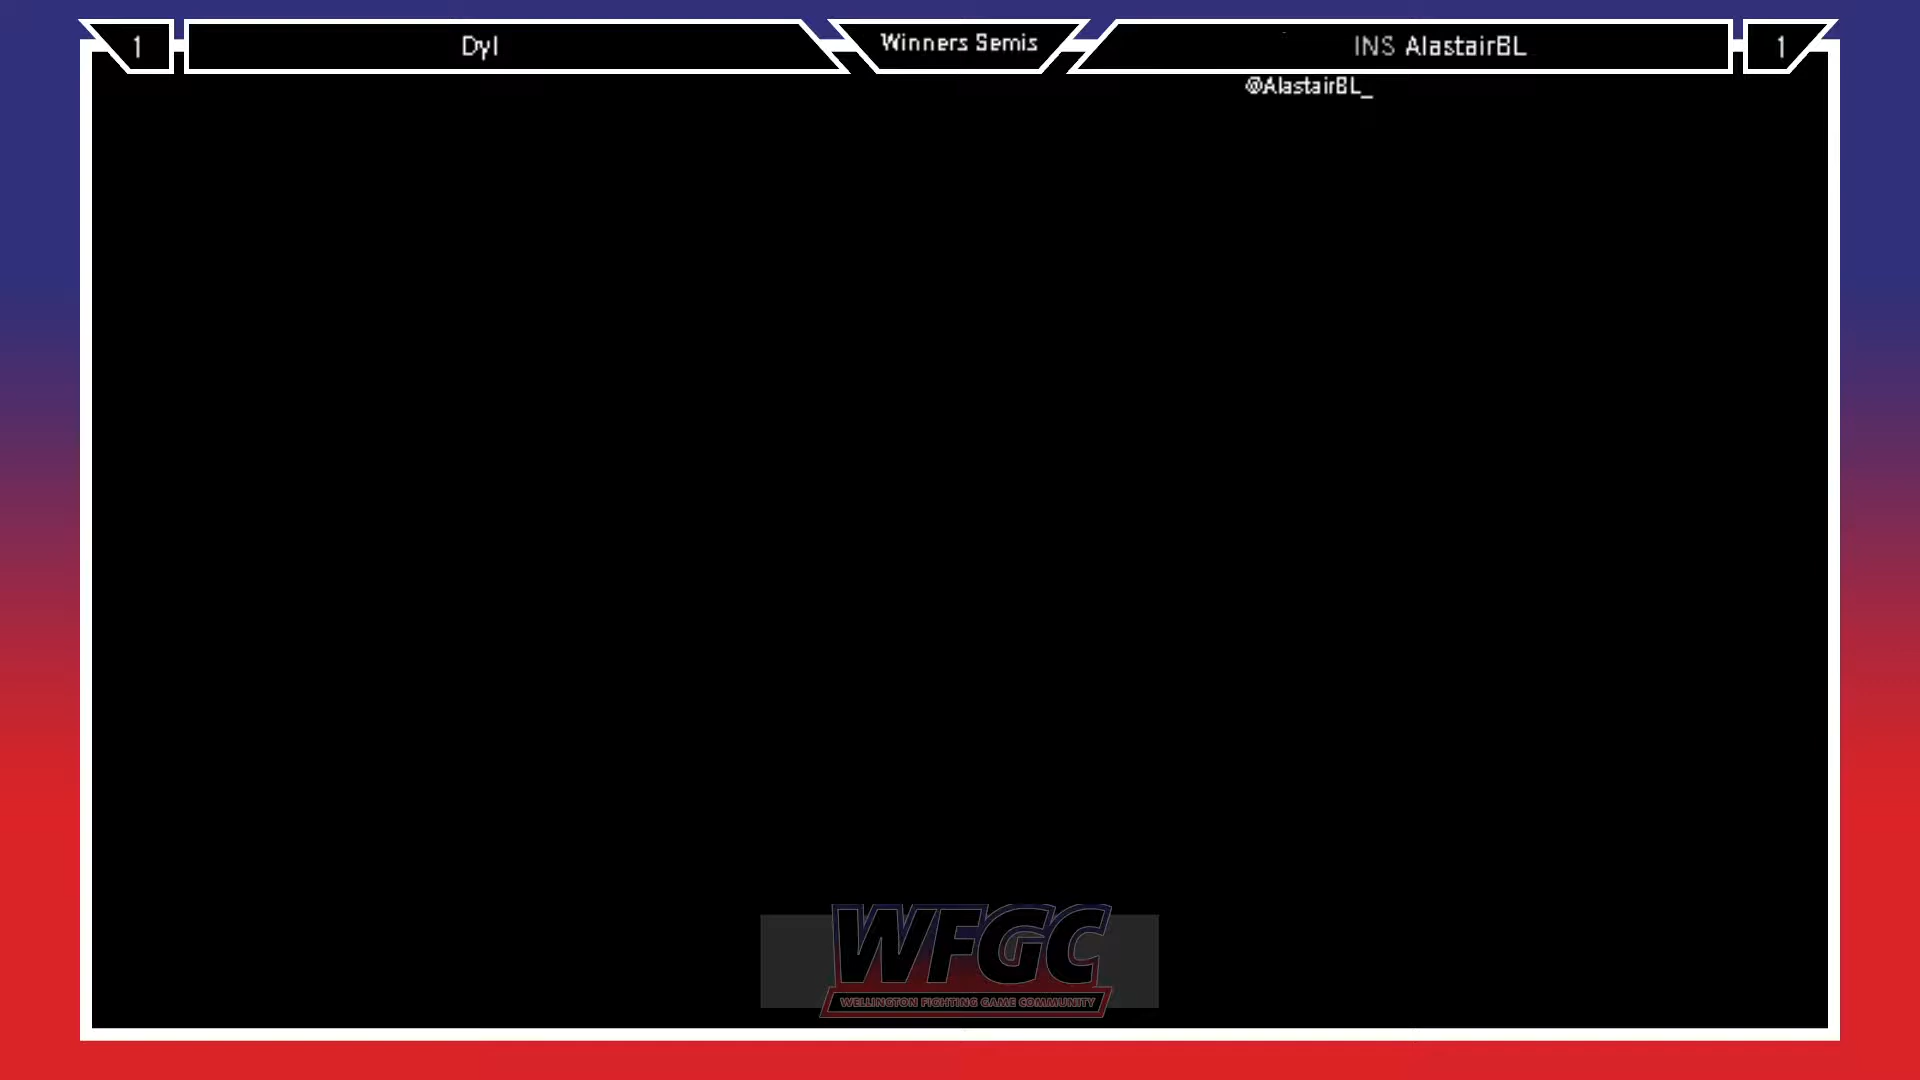 1
Dyl
Winners Semis
INS AlastairBL
1
@AlastairBL_
WFGC
WELLINGTON FIGHTING GAME COMMUNITY